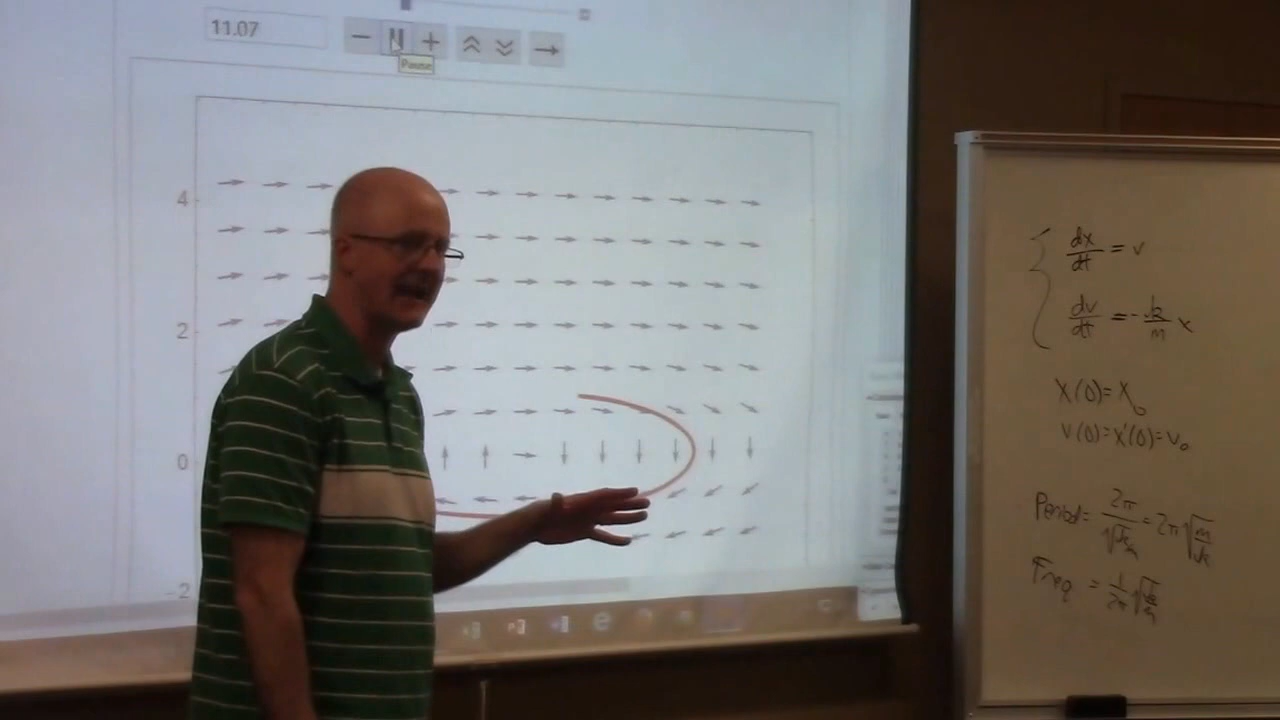 11.07
Pause
4
2
0
-2
dx/dt = v
dv/dt = -k/m x
x(0)=x₀
v(0)=x'(0)=v₀
Period= 2π/√k/m = 2π√m/k
Freq = 1/2π √k/m